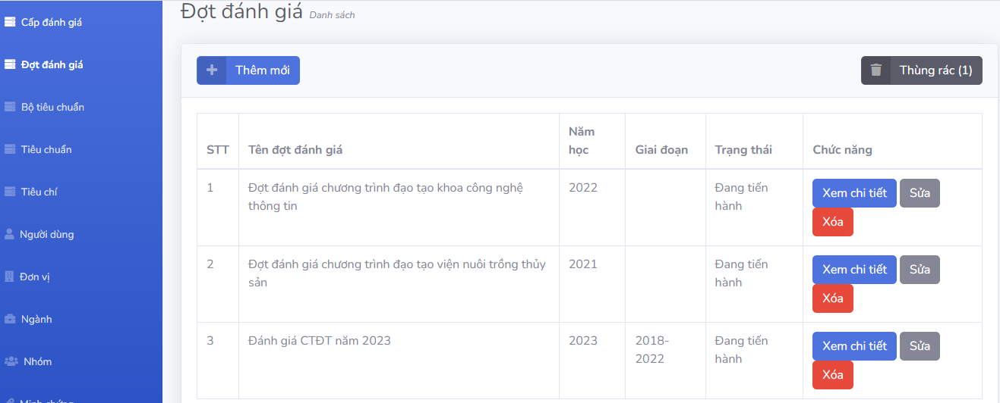 Cấp đánh giá
Đợt đánh giá
Bộ tiêu chuẩn
Tiêu chuẩn
Tiêu chí
Người dùng
Đơn vị
Ngành
Nhóm
Minh chứng
Đợt đánh giá Danh sách
Thêm mới
Thùng rác (1)
STT Tên đợt đánh giá Năm học Giai đoạn Trạng thái Chức năng
1 Đợt đánh giá chương trình đạo tạo khoa công nghệ thông tin 2022 Đang tiến hành Xem chi tiết Sửa Xóa
2 Đợt đánh giá chương trình đạo tạo viện nuôi trồng thủy sản 2021 Đang tiến hành Xem chi tiết Sửa Xóa
3 Đánh giá CTĐT năm 2023 2023 2018-2022 Đang tiến hành Xem chi tiết Sửa Xóa